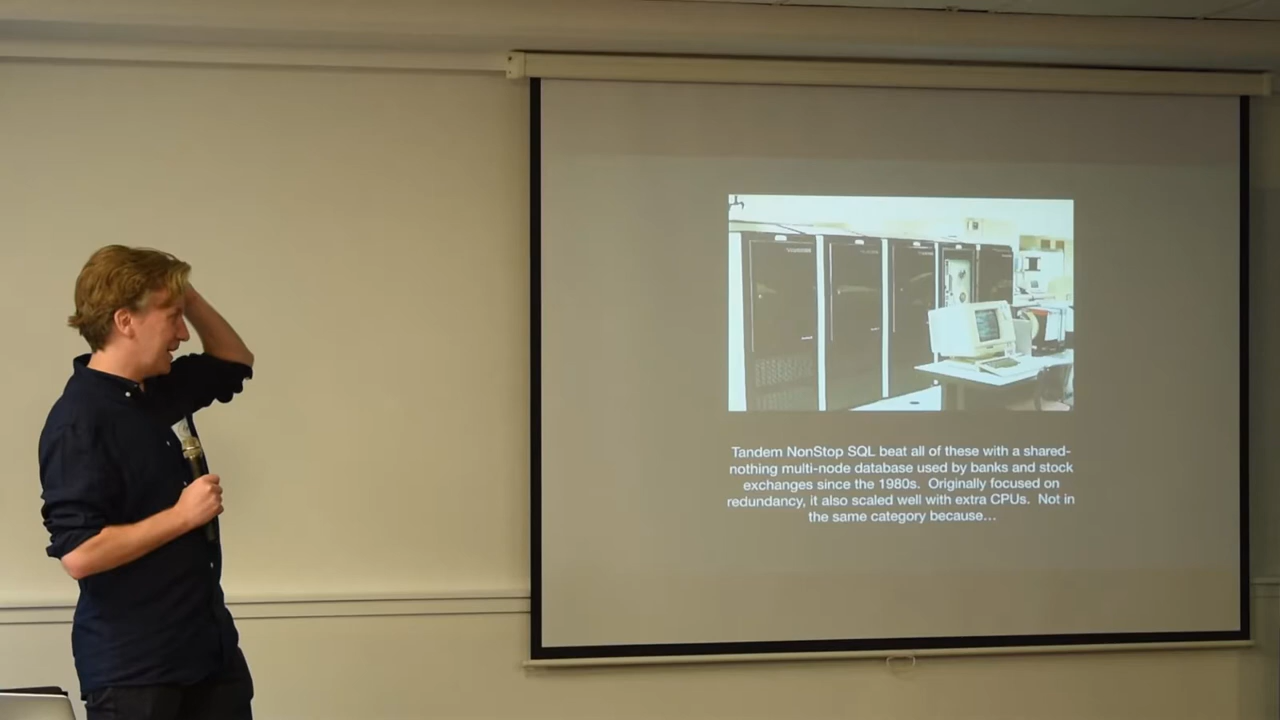 Tandem NonStop SQL beat all of these with a shared-
nothing multi-node database used by banks and stock
exchanges since the 1980s.  Originally focused on
redundancy, it also scaled well with extra CPUs.  Not in
the same category because…